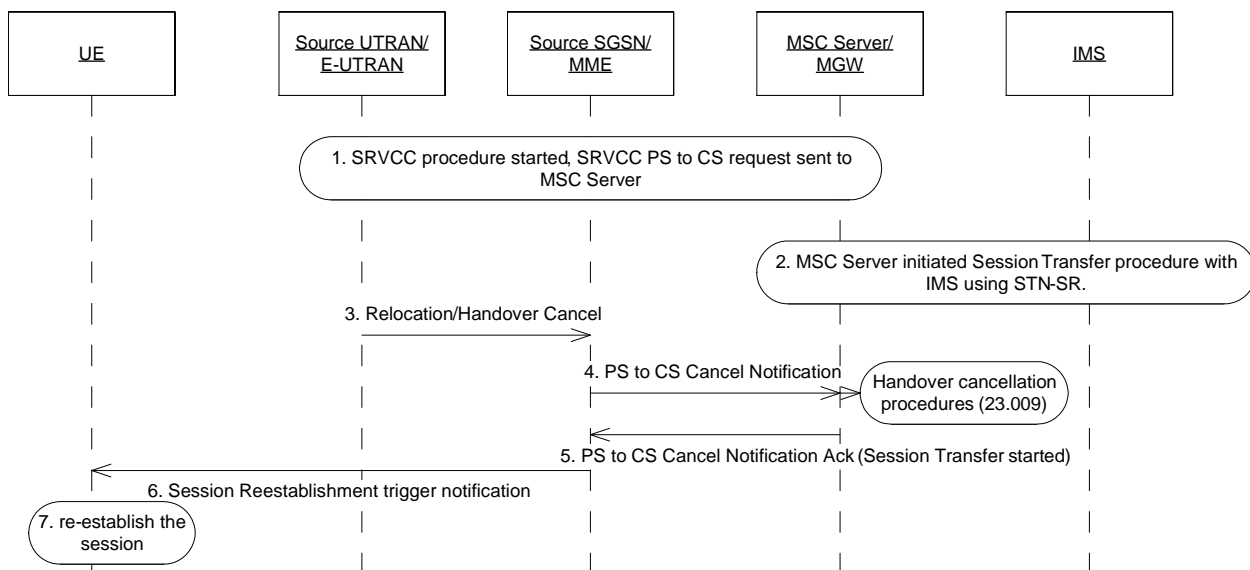 UE
Source UTRAN/
E-UTRAN
Source SGSN/
MME
MSC Server/
MGW
IMS
1. SRVCC procedure started, SRVCC PS to CS request sent to
MSC Server
2. MSC Server initiated Session Transfer procedure with
IMS using STN-SR.
3. Relocation/Handover Cancel
4. PS to CS Cancel Notification
Handover cancellation
procedures (23.009)
5. PS to CS Cancel Notification Ack (Session Transfer started)
6. Session Reestablishment trigger notification
7. re-establish the
session